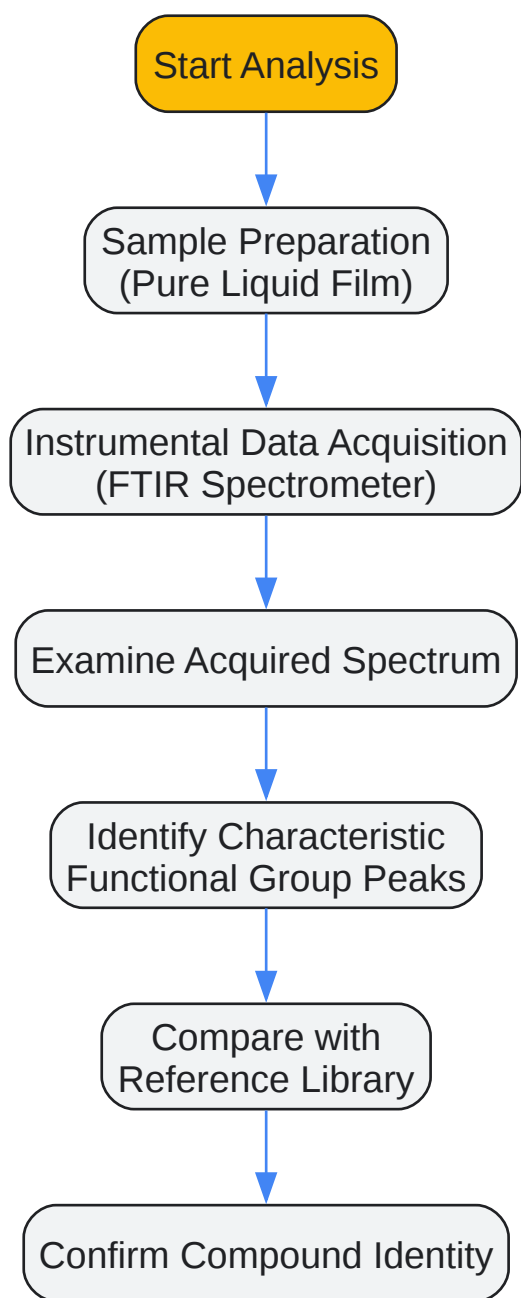 Start Analysis
Sample Preparation
(Pure Liquid Film)
Instrumental Data Acquisition
(FTIR Spectrometer)
Examine Acquired Spectrum
Identify Characteristic
Functional Group Peaks
Compare with
Reference Library
Confirm Compound Identity